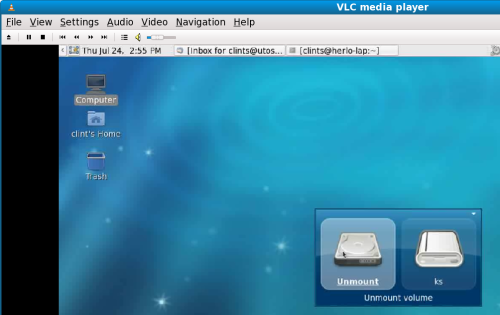 VLC media player
File View Settings Audio Video Navigation Help
Thu Jul 24, 2:55 PM [Inbox for clints@utos... [clints@herlo-lap:~]
Computer
clint's Home
Trash
Unmount ks
Unmount volume